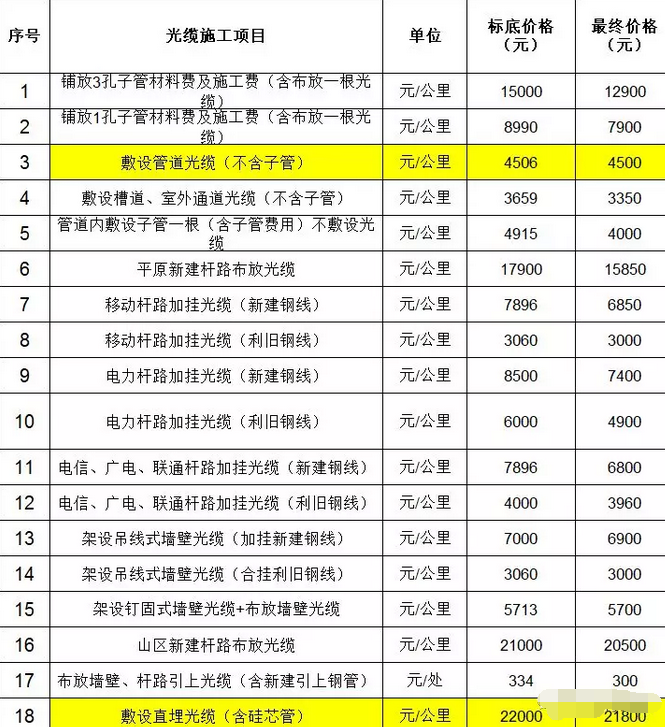 序号 光缆施工项目 单位 标底价格（元） 最终价格（元）
1 铺放3孔子管材料费及施工费（含布放一根光缆） 元/公里 15000 12900
2 铺放1孔子管材料费及施工费（含布放一根光缆） 元/公里 8990 7900
3 敷设管道光缆（不含子管） 元/公里 4506 4500
4 敷设槽道、室外通道光缆（不含子管） 元/公里 3659 3350
5 管道内敷设子管一根（含子管费用）不敷设光缆 元/公里 4915 4000
6 平原新建杆路布放光缆 元/公里 17900 15850
7 移动杆路加挂光缆（新建钢线） 元/公里 7896 6850
8 移动杆路加挂光缆（利旧钢线） 元/公里 3060 3000
9 电力杆路加挂光缆（新建钢线） 元/公里 8500 7400
10 电力杆路加挂光缆（利旧钢线） 元/公里 6000 4900
11 电信、广电、联通杆路加挂光缆（新建钢线） 元/公里 7896 6800
12 电信、广电、联通杆路加挂光缆（利旧钢线） 元/公里 4000 3960
13 架设吊线式墙壁光缆（加挂新建钢线） 元/公里 7000 6900
14 架设吊线式墙壁光缆（合挂利旧钢线） 元/公里 3060 3000
15 架设钉固式墙壁光缆+布放墙壁光缆 元/公里 5713 5700
16 山区新建杆路布放光缆 元/公里 21000 20500
17 布放墙壁、杆路引上光缆（含新建引上钢管） 元/处 334 300
18 敷设直埋光缆（含硅芯管） 元/公里 22000 21800